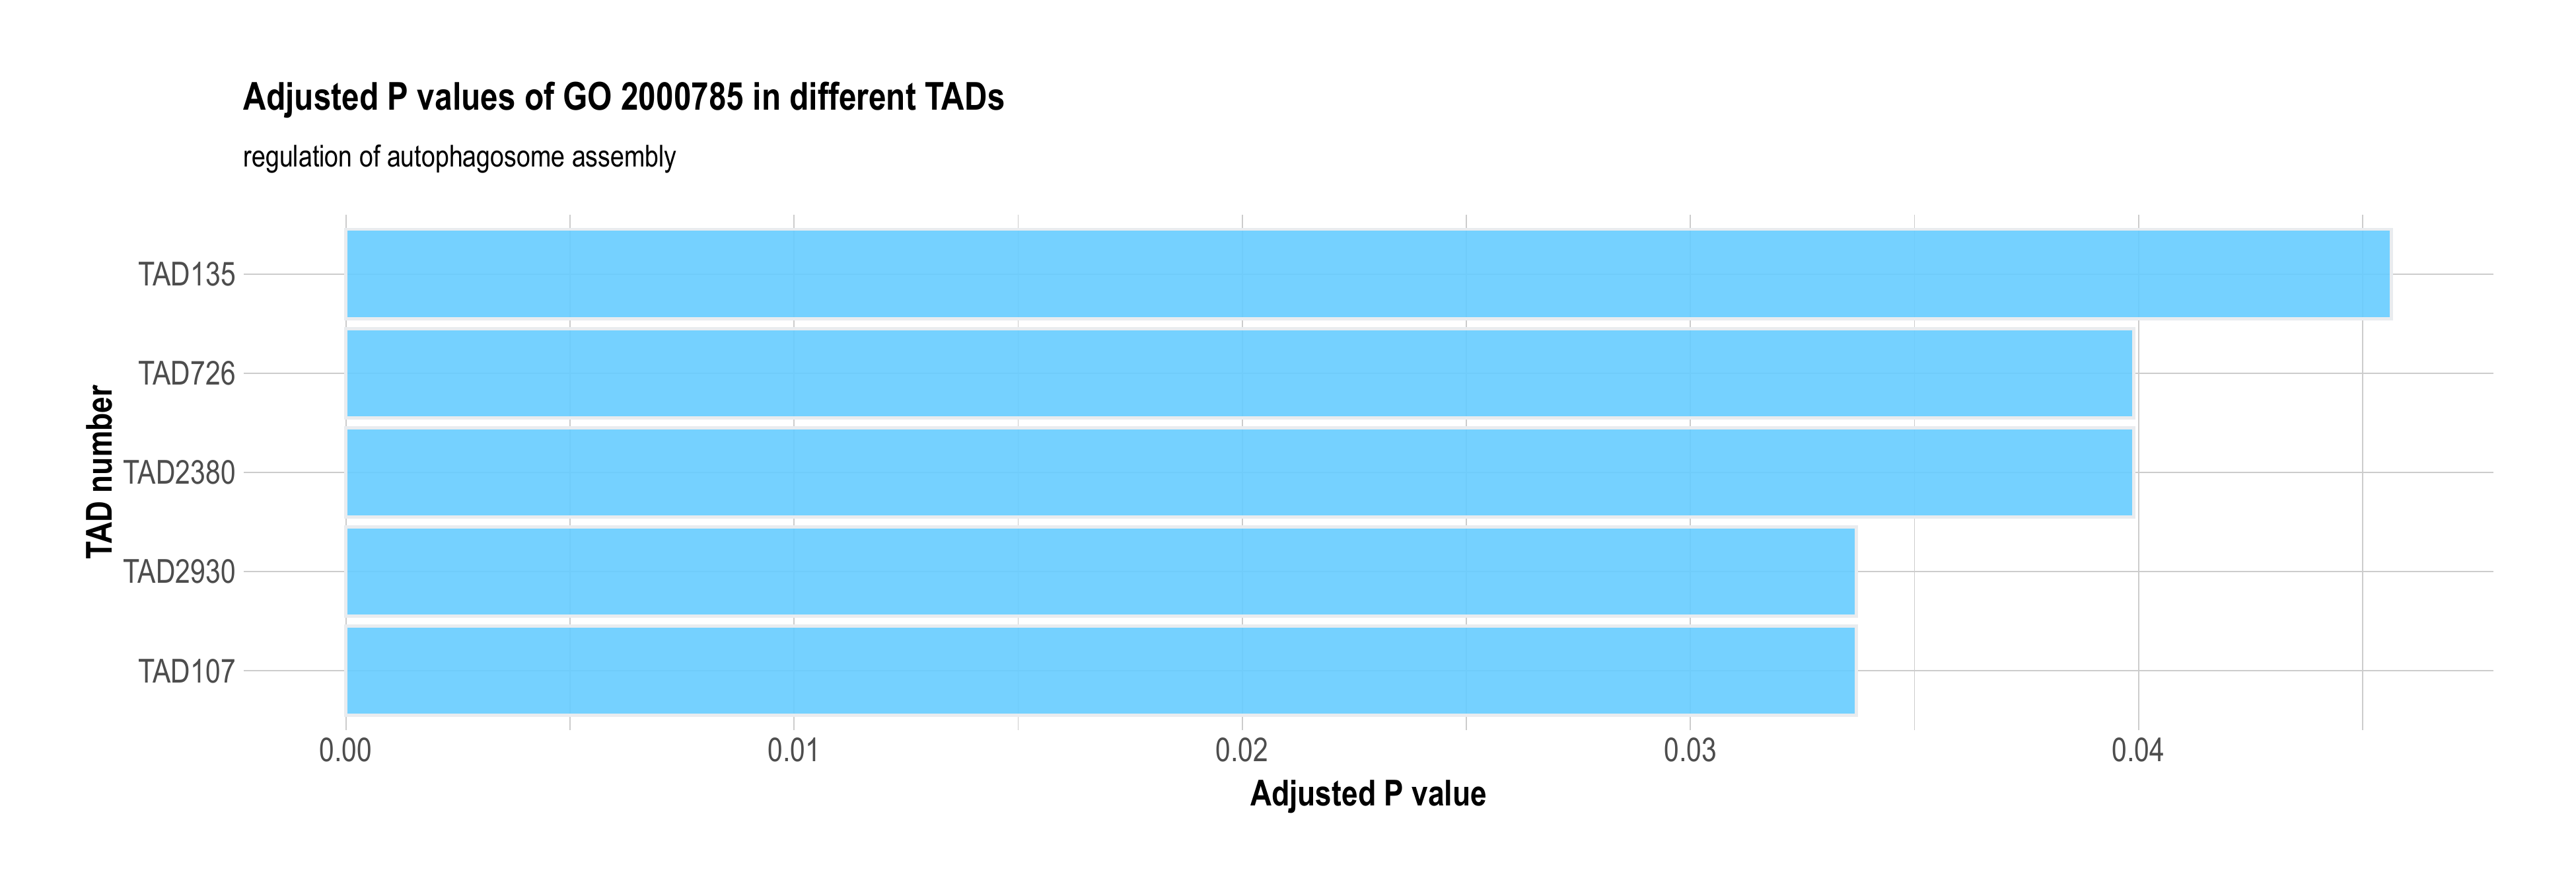 Adjusted P values of GO 2000785 in different TADs
regulation of autophagosome assembly
TAD number
TAD135
TAD726
TAD2380
TAD2930
TAD107
0.00 0.01 0.02 0.03 0.04
Adjusted P value